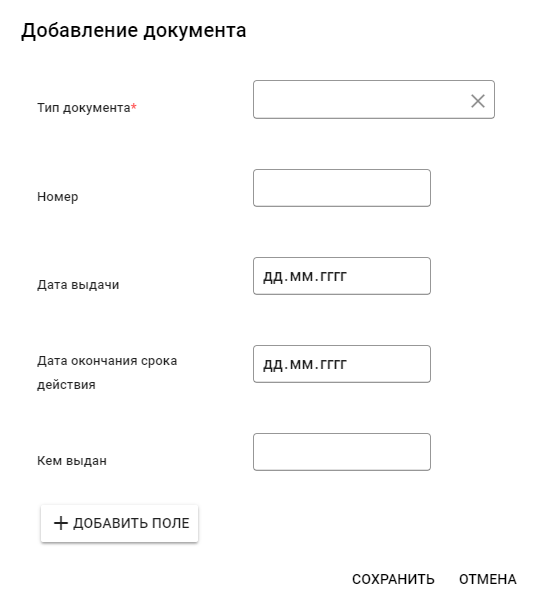 Добавление документа
Тип документа*
Номер
Дата выдачи
дд.мм.гггг
Дата окончания срока
действия
дд.мм.гггг
Кем выдан
+ ДОБАВИТЬ ПОЛЕ
СОХРАНИТЬ ОТМЕНА